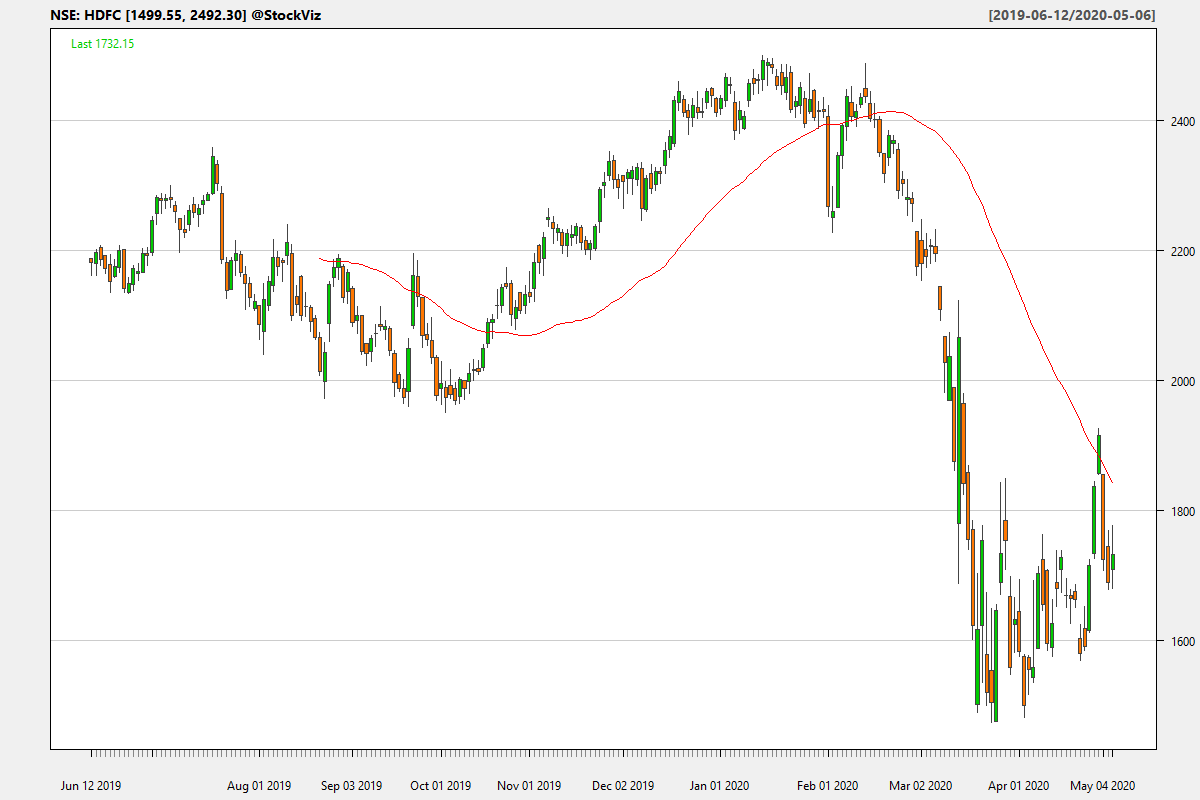 NSE: HDFC [1499.55, 2492.30] @StockViz
[2019-06-12/2020-05-06]
Last 1732.15
2400
2200
2000
1800
1600
Jun 12 2019 Aug 01 2019 Sep 03 2019 Oct 01 2019 Nov 01 2019 Dec 02 2019 Jan 01 2020 Feb 01 2020 Mar 02 2020 Apr 01 2020 May 04 2020